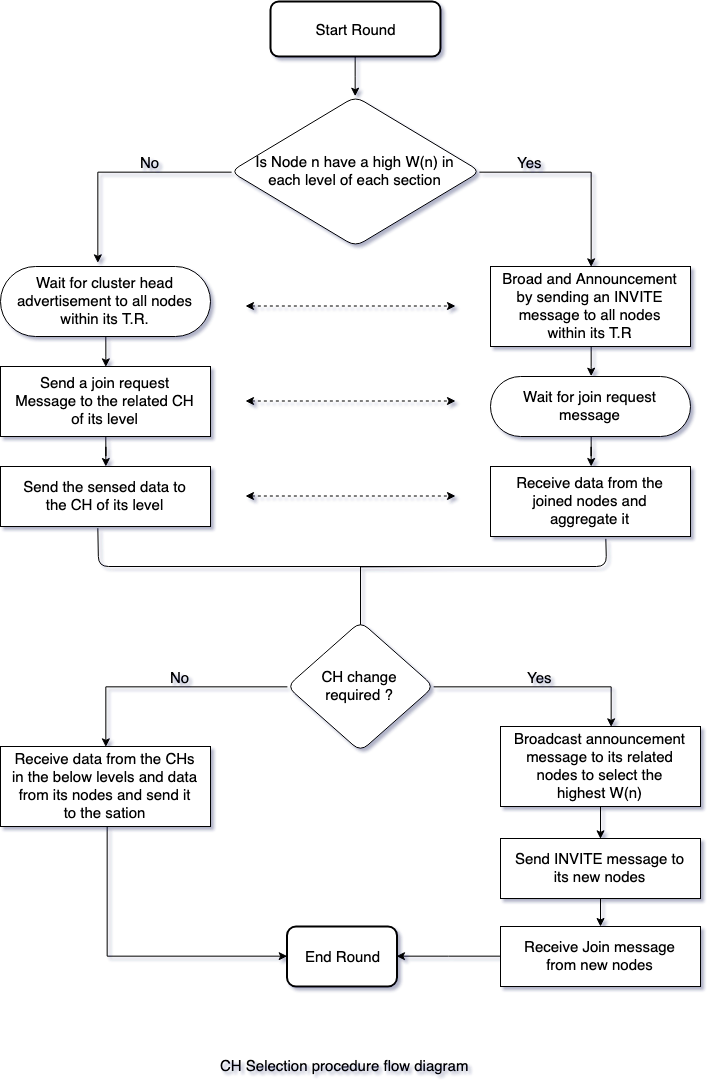 Start Round
Is Node n have a high W(n) in
each level of each section
No
Yes
Wait for cluster head
advertisement to all nodes
within its T.R.
Broad and Announcement
by sending an INVITE
message to all nodes
within its T.R
Send a join request
Message to the related CH
of its level
Wait for join request
message
Send the sensed data to
the CH of its level
Receive data from the
joined nodes and
aggregate it
CH change
required ?
No
Yes
Receive data from the CHs
in the below levels and data
from its nodes and send it
to the sation
Broadcast announcement
message to its related
nodes to select the
highest W(n)
Send INVITE message to
its new nodes
Receive Join message
from new nodes
End Round
CH Selection procedure flow diagram